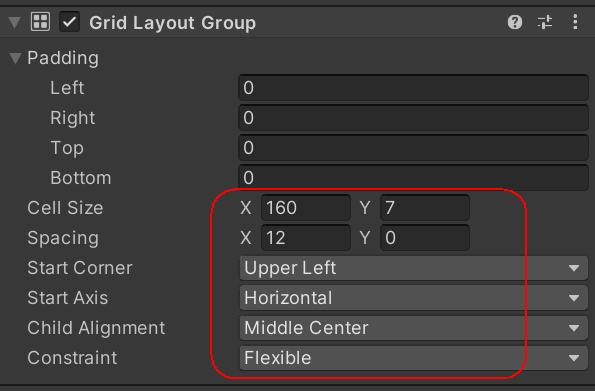 Grid Layout Group
Padding
Left 0
Right 0
Top 0
Bottom 0
Cell Size X 160 Y 7
Spacing X 12 Y 0
Start Corner Upper Left
Start Axis Horizontal
Child Alignment Middle Center
Constraint Flexible